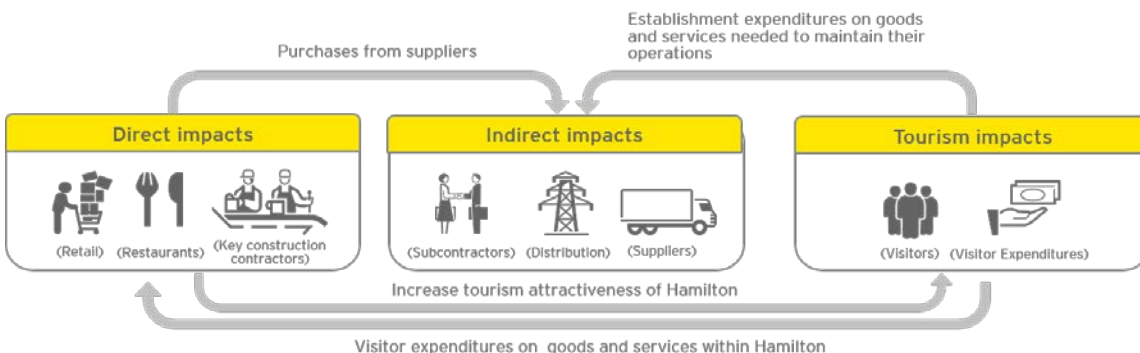 Establishment expenditures on goods
and services needed to maintain their
operations
Purchases from suppliers
Direct impacts
Indirect impacts
Tourism impacts
(Retail)
(Restaurants)
(Key construction
contractors)
(Subcontractors)
(Distribution)
(Suppliers)
(Visitors)
(Visitor Expenditures)
Increase tourism attractiveness of Hamilton
Visitor expenditures on goods and services within Hamilton